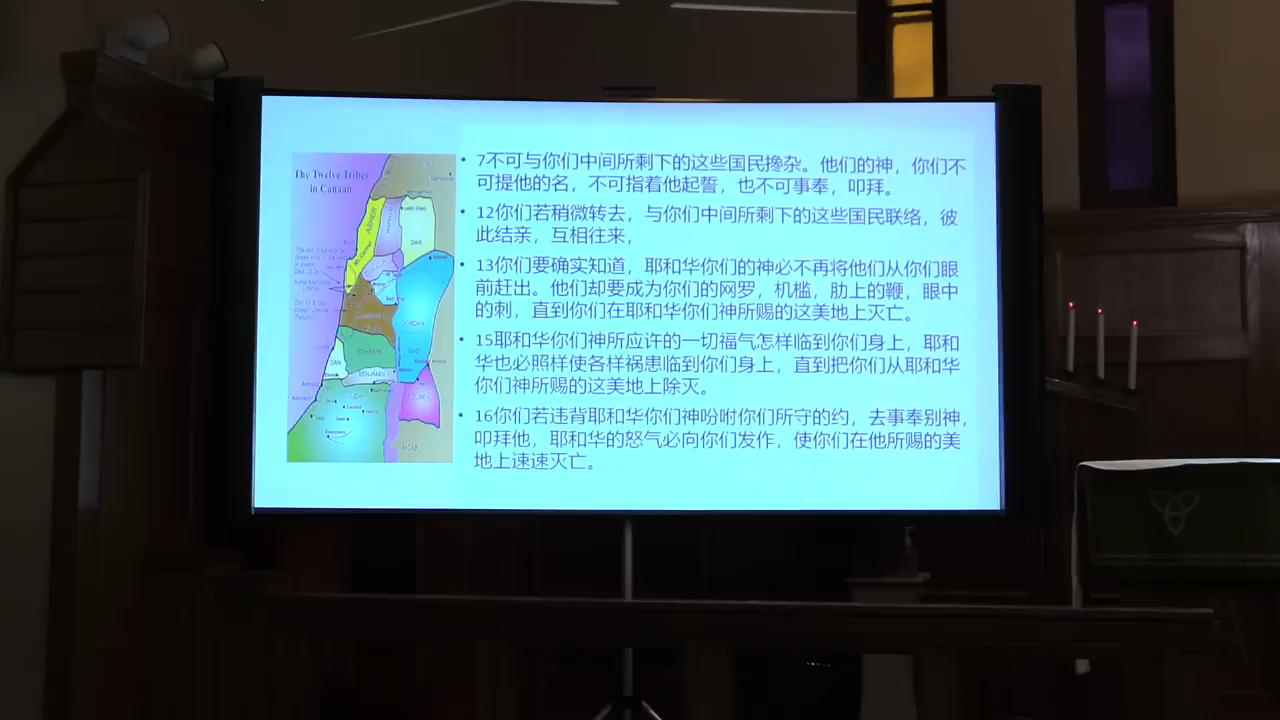 The Twelve Tribes
in Canaan
ASHER
DAN
JORDAN
GAD
EPHRAIM
DAN
BENJAMIN
REUBEN
JUDAH
MOAB
• 7不可与你们中间所剩下的这些国民搀杂。他们的神，你们不
可提他的名，不可指着他起誓，也不可事奉，叩拜。
• 12你们若稍微转去，与你们中间所剩下的这些国民联络，彼
此结亲，互相往来，
• 13你们要确实知道，耶和华你们的神必不再将他们从你们眼
前赶出。他们却要成为你们的网罗，机槛，肋上的鞭，眼中
的刺，直到你们在耶和华你们神所赐的这美地上灭亡。
• 15耶和华你们神所应许的一切福气怎样临到你们身上，耶和
华也必照样使各样祸患临到你们身上，直到把你们从耶和华
你们神所赐的这美地上除灭。
• 16你们若违背耶和华你们神吩咐你们所守的约，去事奉别神，
叩拜他，耶和华的怒气必向你们发作，使你们在他所赐的美
地上速速灭亡。